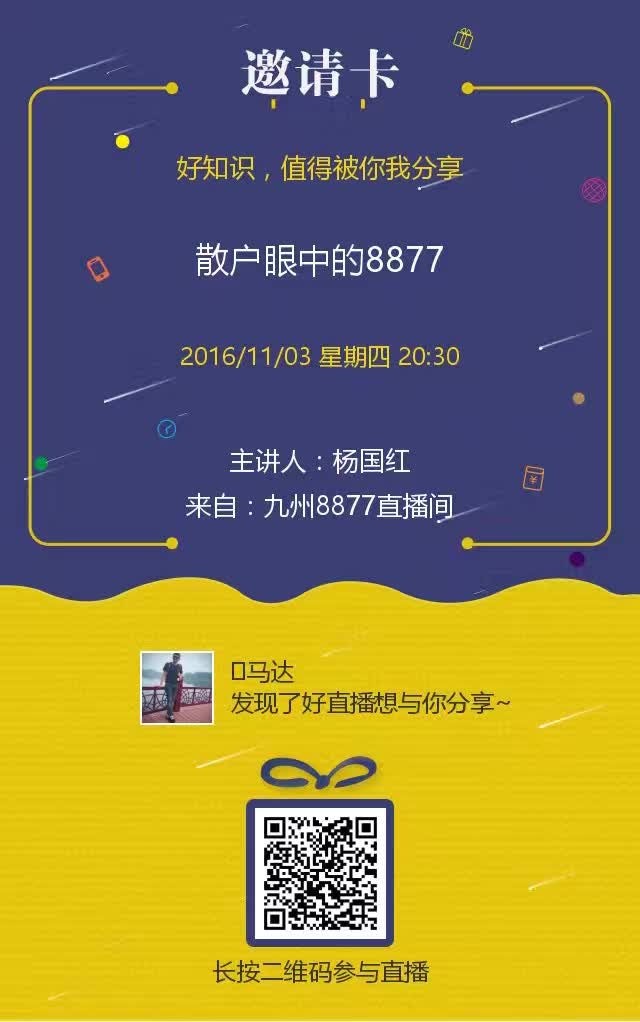 邀请卡
好知识，值得被你我分享
散户眼中的8877
2016/11/03 星期四 20:30
主讲人：杨国红
来自：九州8877直播间
马达
发现了好直播想与你分享~
长按二维码参与直播